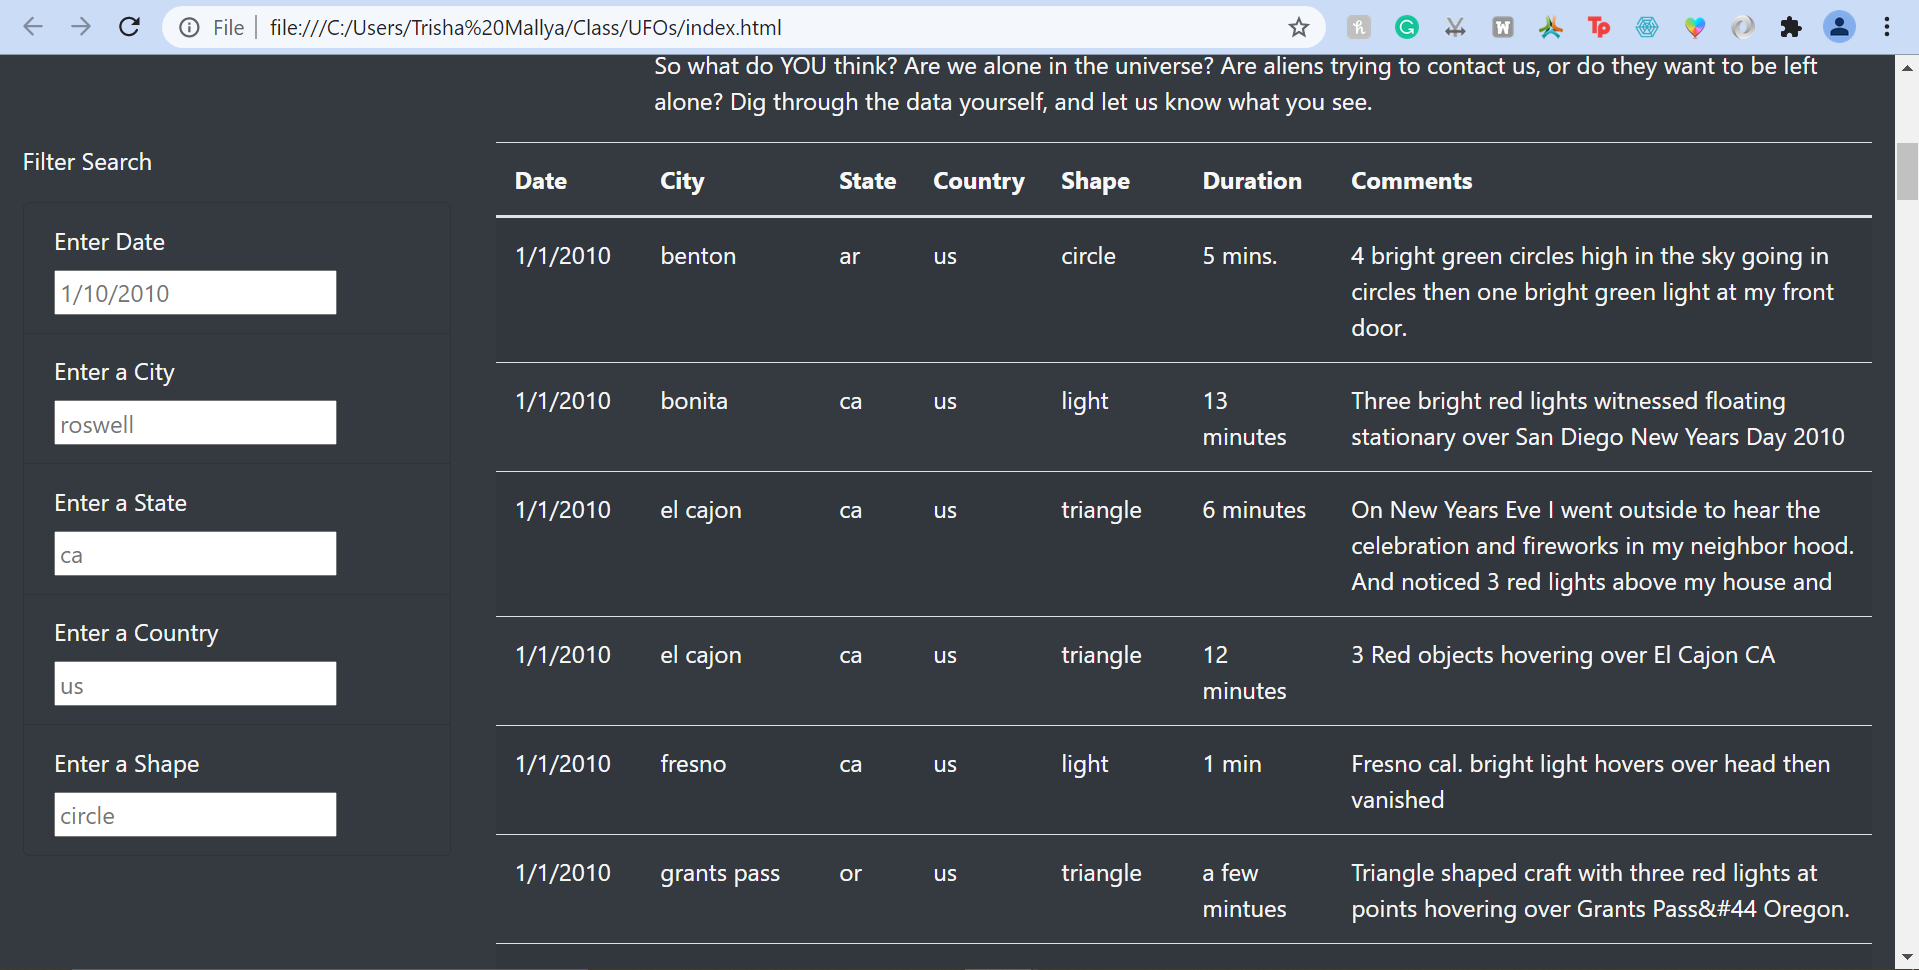 File
file:///C:/Users/Trisha%20Mallya/Class/UFOs/index.html
So what do YOU think? Are we alone in the universe? Are aliens trying to contact us, or do they want to be left
alone? Dig through the data yourself, and let us know what you see.
Filter Search
Enter Date
1/10/2010
Enter a City
roswell
Enter a State
ca
Enter a Country
us
Enter a Shape
circle
Date City State Country Shape Duration Comments
1/1/2010 benton ar us circle 5 mins. 4 bright green circles high in the sky going in
circles then one bright green light at my front
door.
1/1/2010 bonita ca us light 13 Three bright red lights witnessed floating
minutes stationary over San Diego New Years Day 2010
1/1/2010 el cajon ca us triangle 6 minutes On New Years Eve I went outside to hear the
celebration and fireworks in my neighbor hood.
And noticed 3 red lights above my house and
1/1/2010 el cajon ca us triangle 12 3 Red objects hovering over El Cajon CA
minutes
1/1/2010 fresno ca us light 1 min Fresno cal. bright light hovers over head then
vanished
1/1/2010 grants pass or us triangle a few Triangle shaped craft with three red lights at
mintues points hovering over Grants Pass&#44 Oregon.